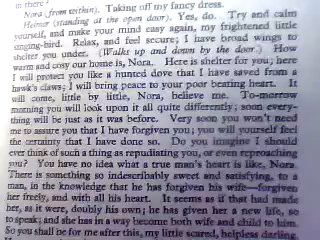 in there?
Nora (from within). Taking off my fancy dress.
Helmer (standing at the open door). Yes, do. Try and calm
yourself, and make your mind easy again, my frightened little
singing-bird. Relax, and feel secure; I have broad wings to
shelter you under. (Walks up and down by the door.) How
warm and cosy our home is, Nora. Here is shelter for you; here
I will protect you like a hunted dove that I have saved from a
hawk's claws; I will bring peace to your poor beating heart. It
will come, little by little, Nora, believe me. To-morrow
morning you will look upon it all quite differently; soon every-
thing will be just as it was before. Very soon you won't need
me to assure you that I have forgiven you; you will yourself feel
the certainty that I have done so. Do you imagine I should
ever think of such a thing as repudiating you, or even reproaching
you? You have no idea what a true man's heart is like, Nora.
There is something so indescribably sweet and satisfying, to a
man, in the knowledge that he has forgiven his wife—forgiven
her freely, and with all his heart. It seems as if that had made
her, as it were, doubly his own; he has given her a new life, so
to speak; and she has in a way become both wife and child to him.
So you shall be for me after this, my little scared, helpless darling.